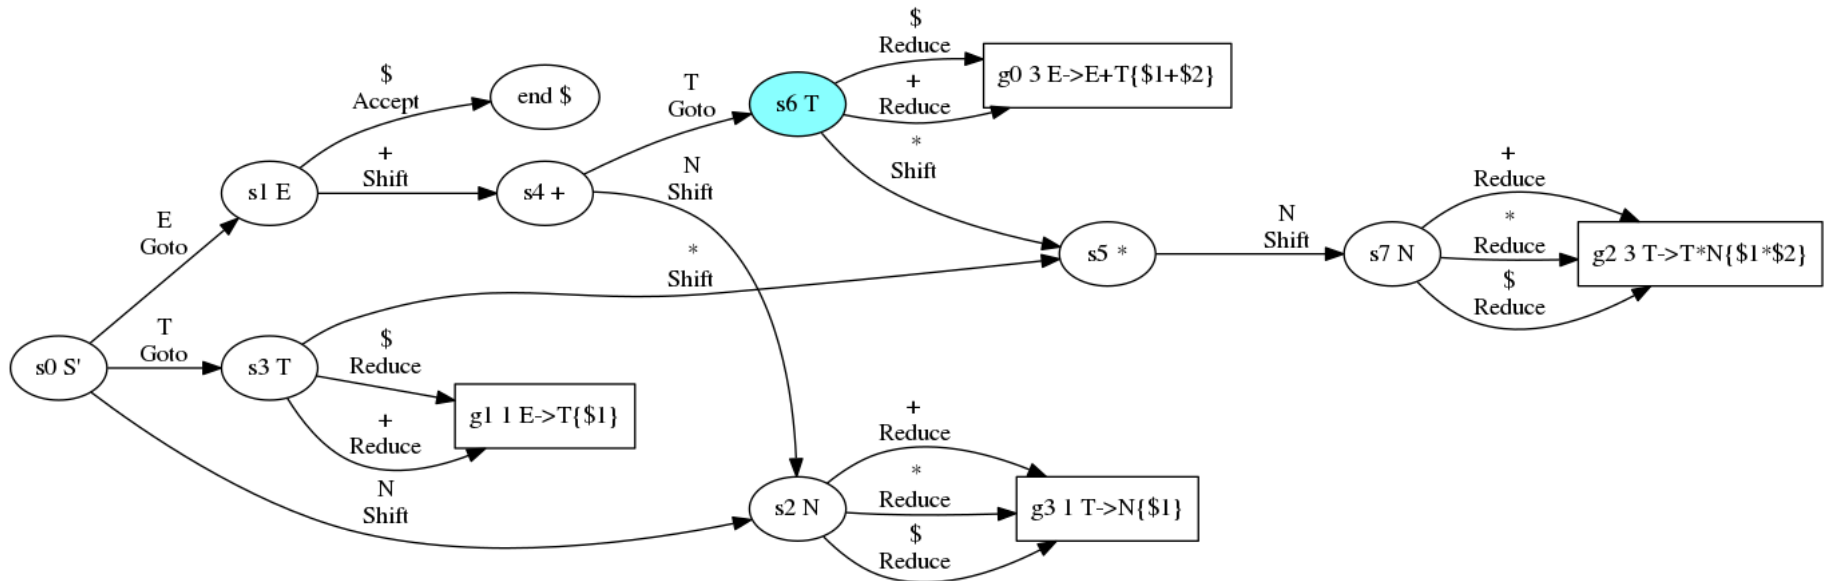 $
Reduce
+
Reduce
g0 3 E->E+T{$1+$2}
$
Accept
end $
T
Goto
s6 T
*
Shift
+
Shift
s1 E
s4 +
N
Shift
E
Goto
*
Shift
s5 *
N
Shift
s7 N
+
Reduce
*
Reduce
$
Reduce
g2 3 T->T*N{$1*$2}
s0 S'
T
Goto
s3 T
$
Reduce
+
Reduce
g1 1 E->T{$1}
N
Shift
s2 N
+
Reduce
*
Reduce
$
Reduce
g3 1 T->N{$1}